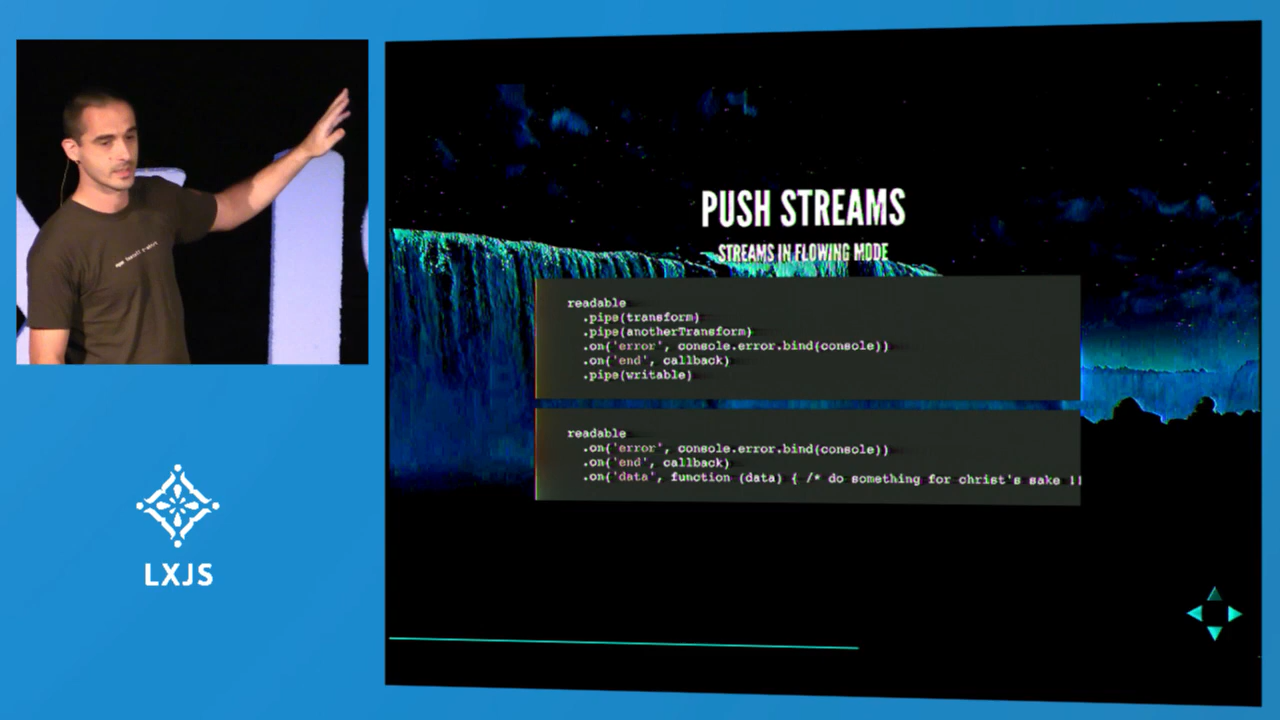 PUSH STREAMS
STREAMS IN FLOWING MODE
readable
.pipe(transform)
.pipe(anotherTransform)
.on('error', console.error.bind(console))
.on('end', callback)
.pipe(writable)
readable
.on('error', console.error.bind(console))
.on('end', callback)
.on('data', function (data) { /* do something for christ's sake !!
LXJS